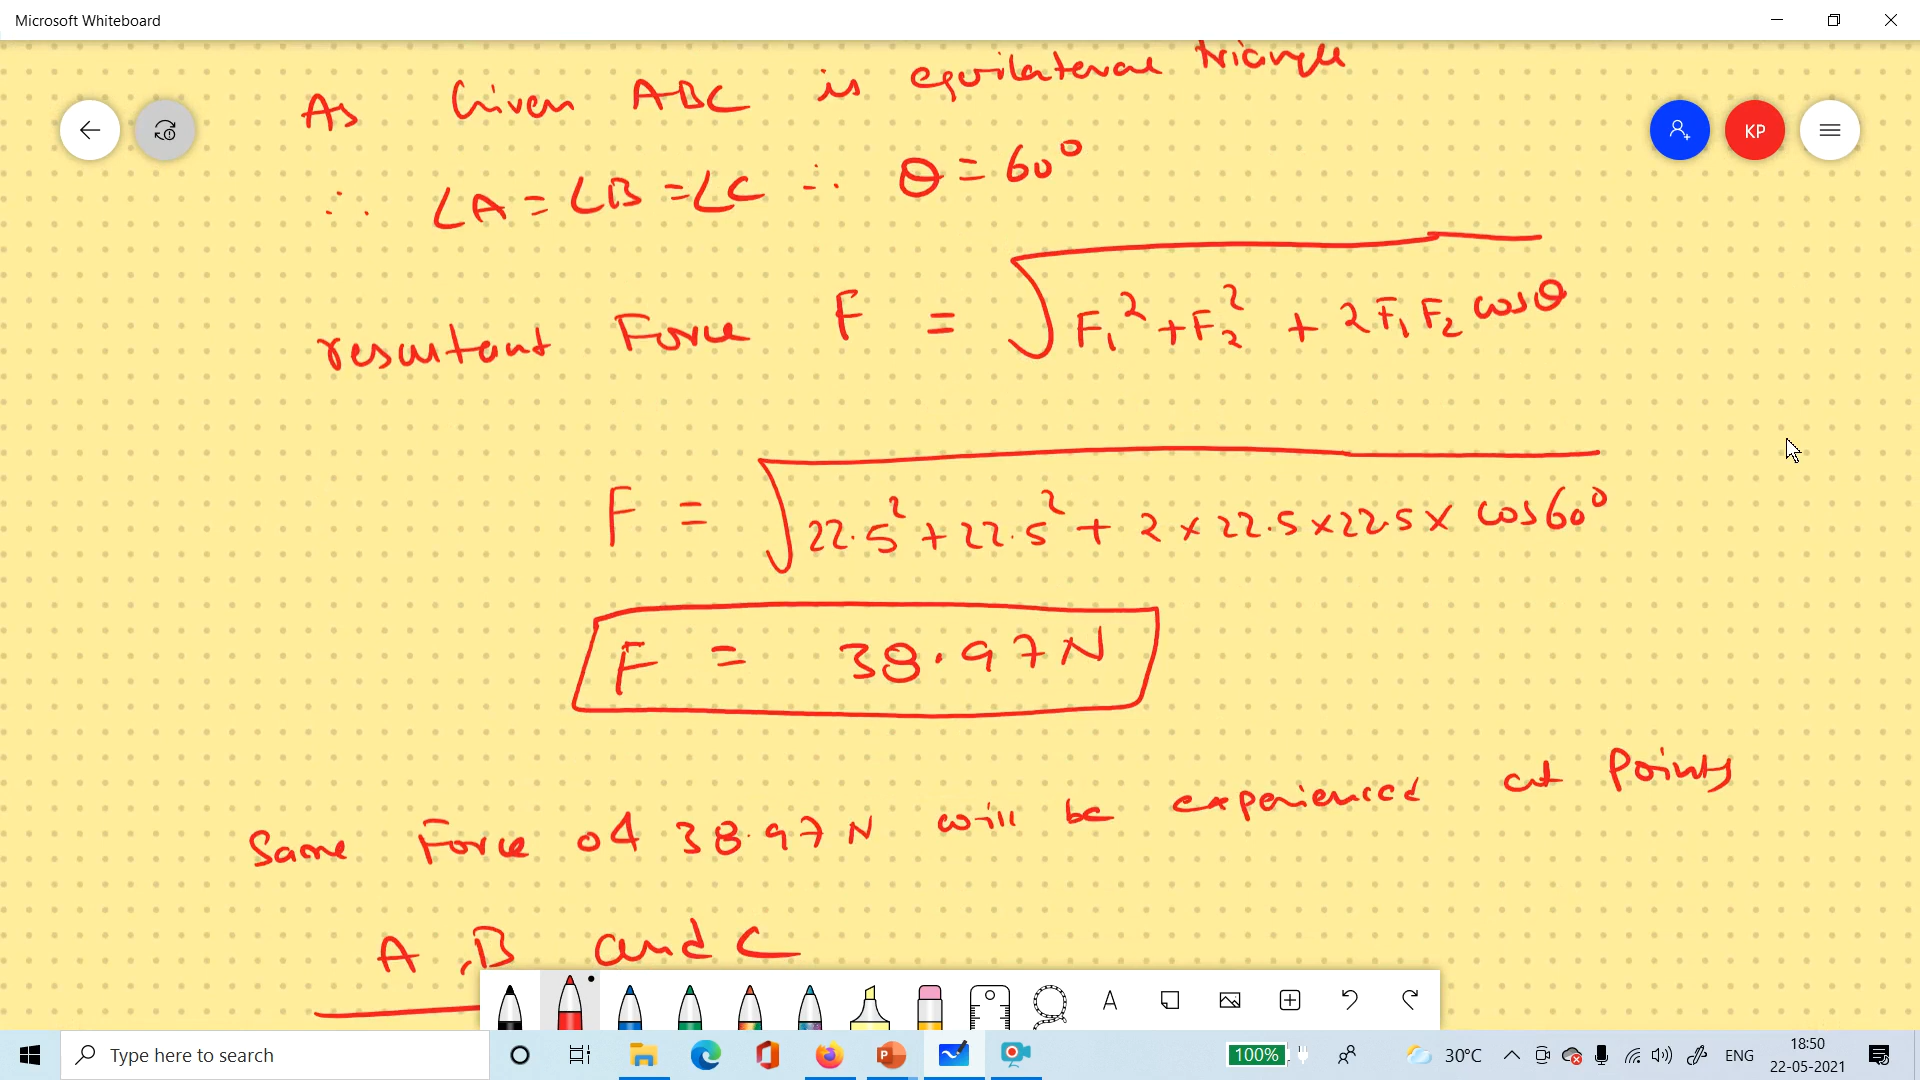 Microsoft Whiteboard
As Given ABC is equilateral triangle
∴ ∠A = ∠B = ∠C ∴ θ = 60°
KP
resultant Force F = √(F₁² + F₂² + 2F₁F₂ cosθ)
F = √(22.5² + 22.5² + 2 × 22.5 × 22.5 × cos60°)
F = 38.97 N
Same Force of 38.97 N will be experienced at Points
A, B and C
Type here to search
100%
30°C
ENG
18:50
22-05-2021